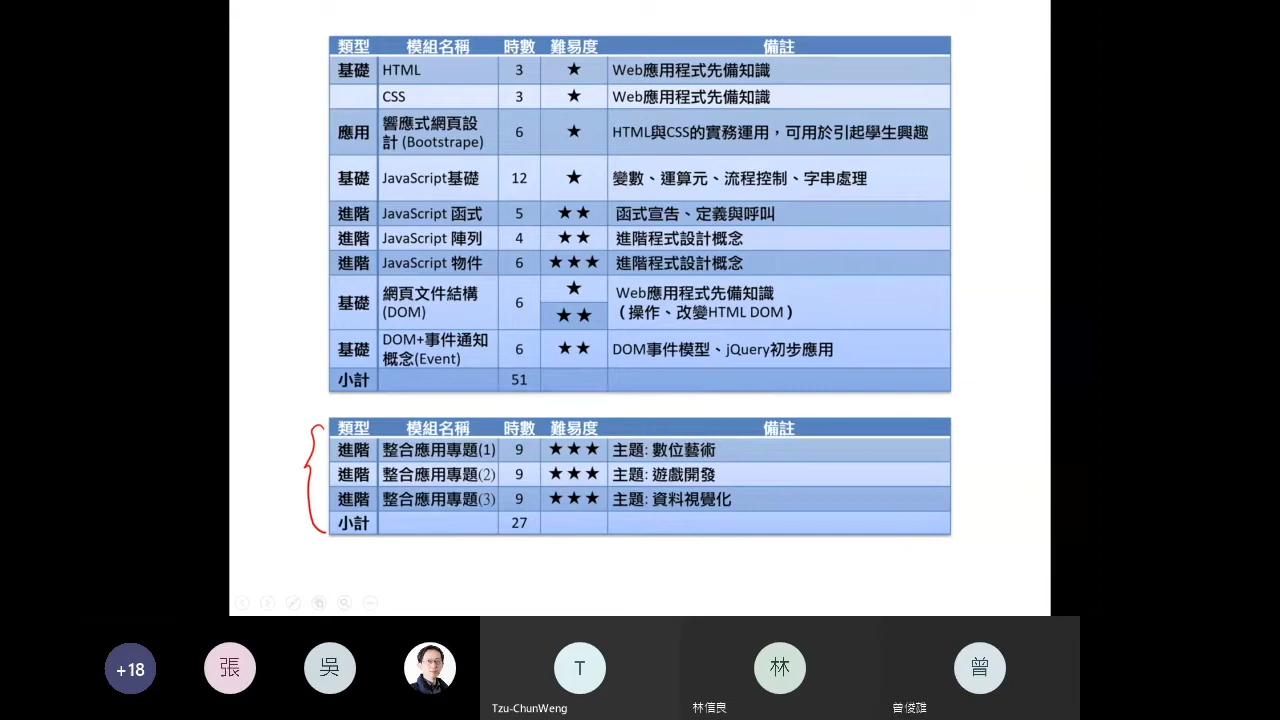 類型 模組名稱 時數 難易度 備註
基礎 HTML 3 ★ Web應用程式先備知識
CSS 3 ★ Web應用程式先備知識
應用 響應式網頁設計 (Bootstrape) 6 ★ HTML與CSS的實務運用，可用於引起學生興趣
基礎 JavaScript基礎 12 ★ 變數、運算元、流程控制、字串處理
進階 JavaScript 函式 5 ★★ 函式宣告、定義與呼叫
進階 JavaScript 陣列 4 ★★ 進階程式設計概念
進階 JavaScript 物件 6 ★★★ 進階程式設計概念
基礎 網頁文件結構 (DOM) 6 ★ ★★ Web應用程式先備知識
（操作、改變HTML DOM）
基礎 DOM+事件通知概念(Event) 6 ★★ DOM事件模型、jQuery初步應用
小計 51
類型 模組名稱 時數 難易度 備註
進階 整合應用專題(1) 9 ★★★ 主題: 數位藝術
進階 整合應用專題(2) 9 ★★★ 主題: 遊戲開發
進階 整合應用專題(3) 9 ★★★ 主題: 資料視覺化
小計 27
+18 張 吳 T 林 曾
Tzu-ChunWeng 林信良 曾俊雄